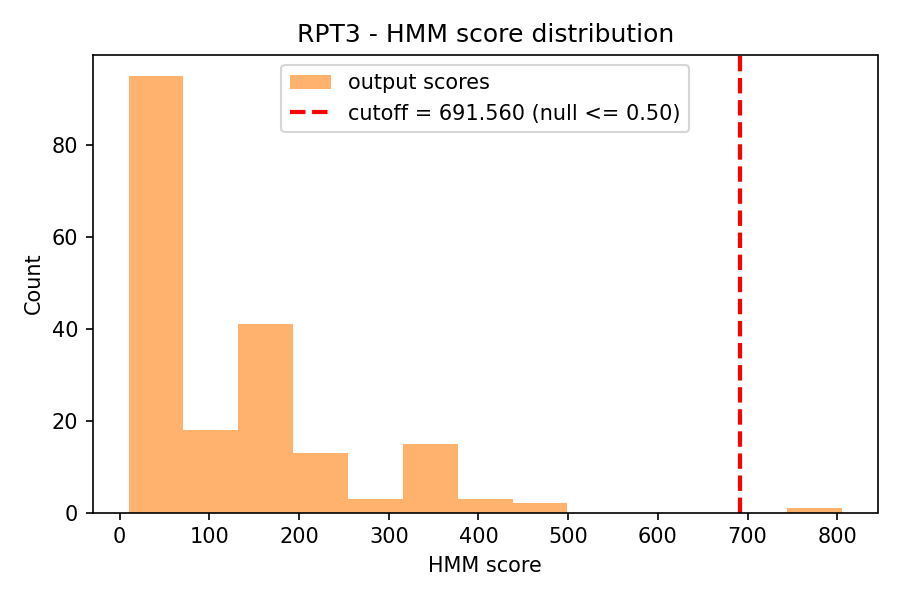 RPT3 - HMM score distribution
output scores
cutoff = 691.560 (null <= 0.50)
Count
80
60
40
20
0
0 100 200 300 400 500 600 700 800
HMM score